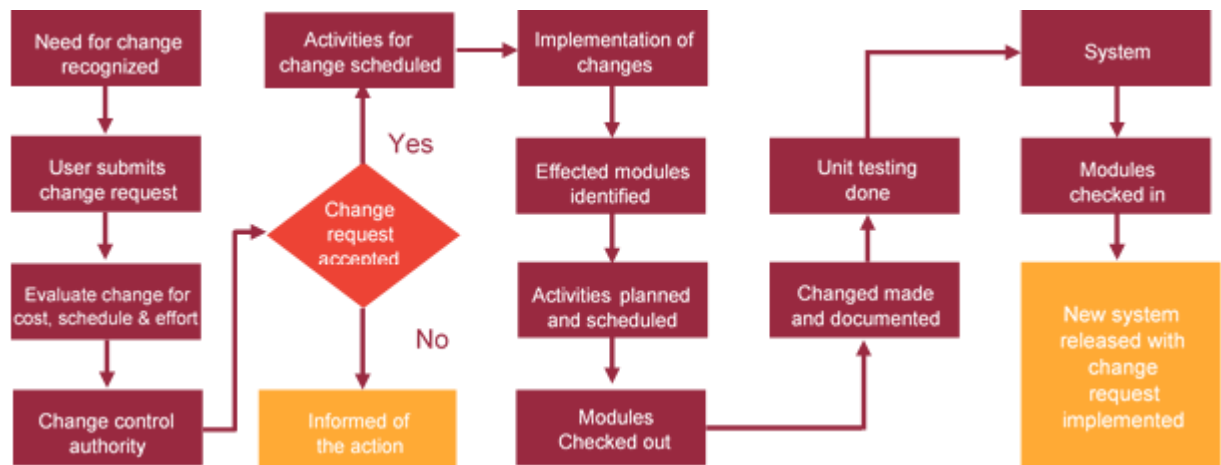 Need for change
recognized
User submits
change request
Evaluate change for
cost, schedule & effort
Change control
authority
Activities for
change scheduled
Yes
Change
request
accepted
No
Informed of
the action
Implementation of
changes
Effected modules
identified
Activities planned
and scheduled
Modules
Checked out
Changed made
and documented
Unit testing
done
System
Modules
checked in
New system
released with
change
request
implemented